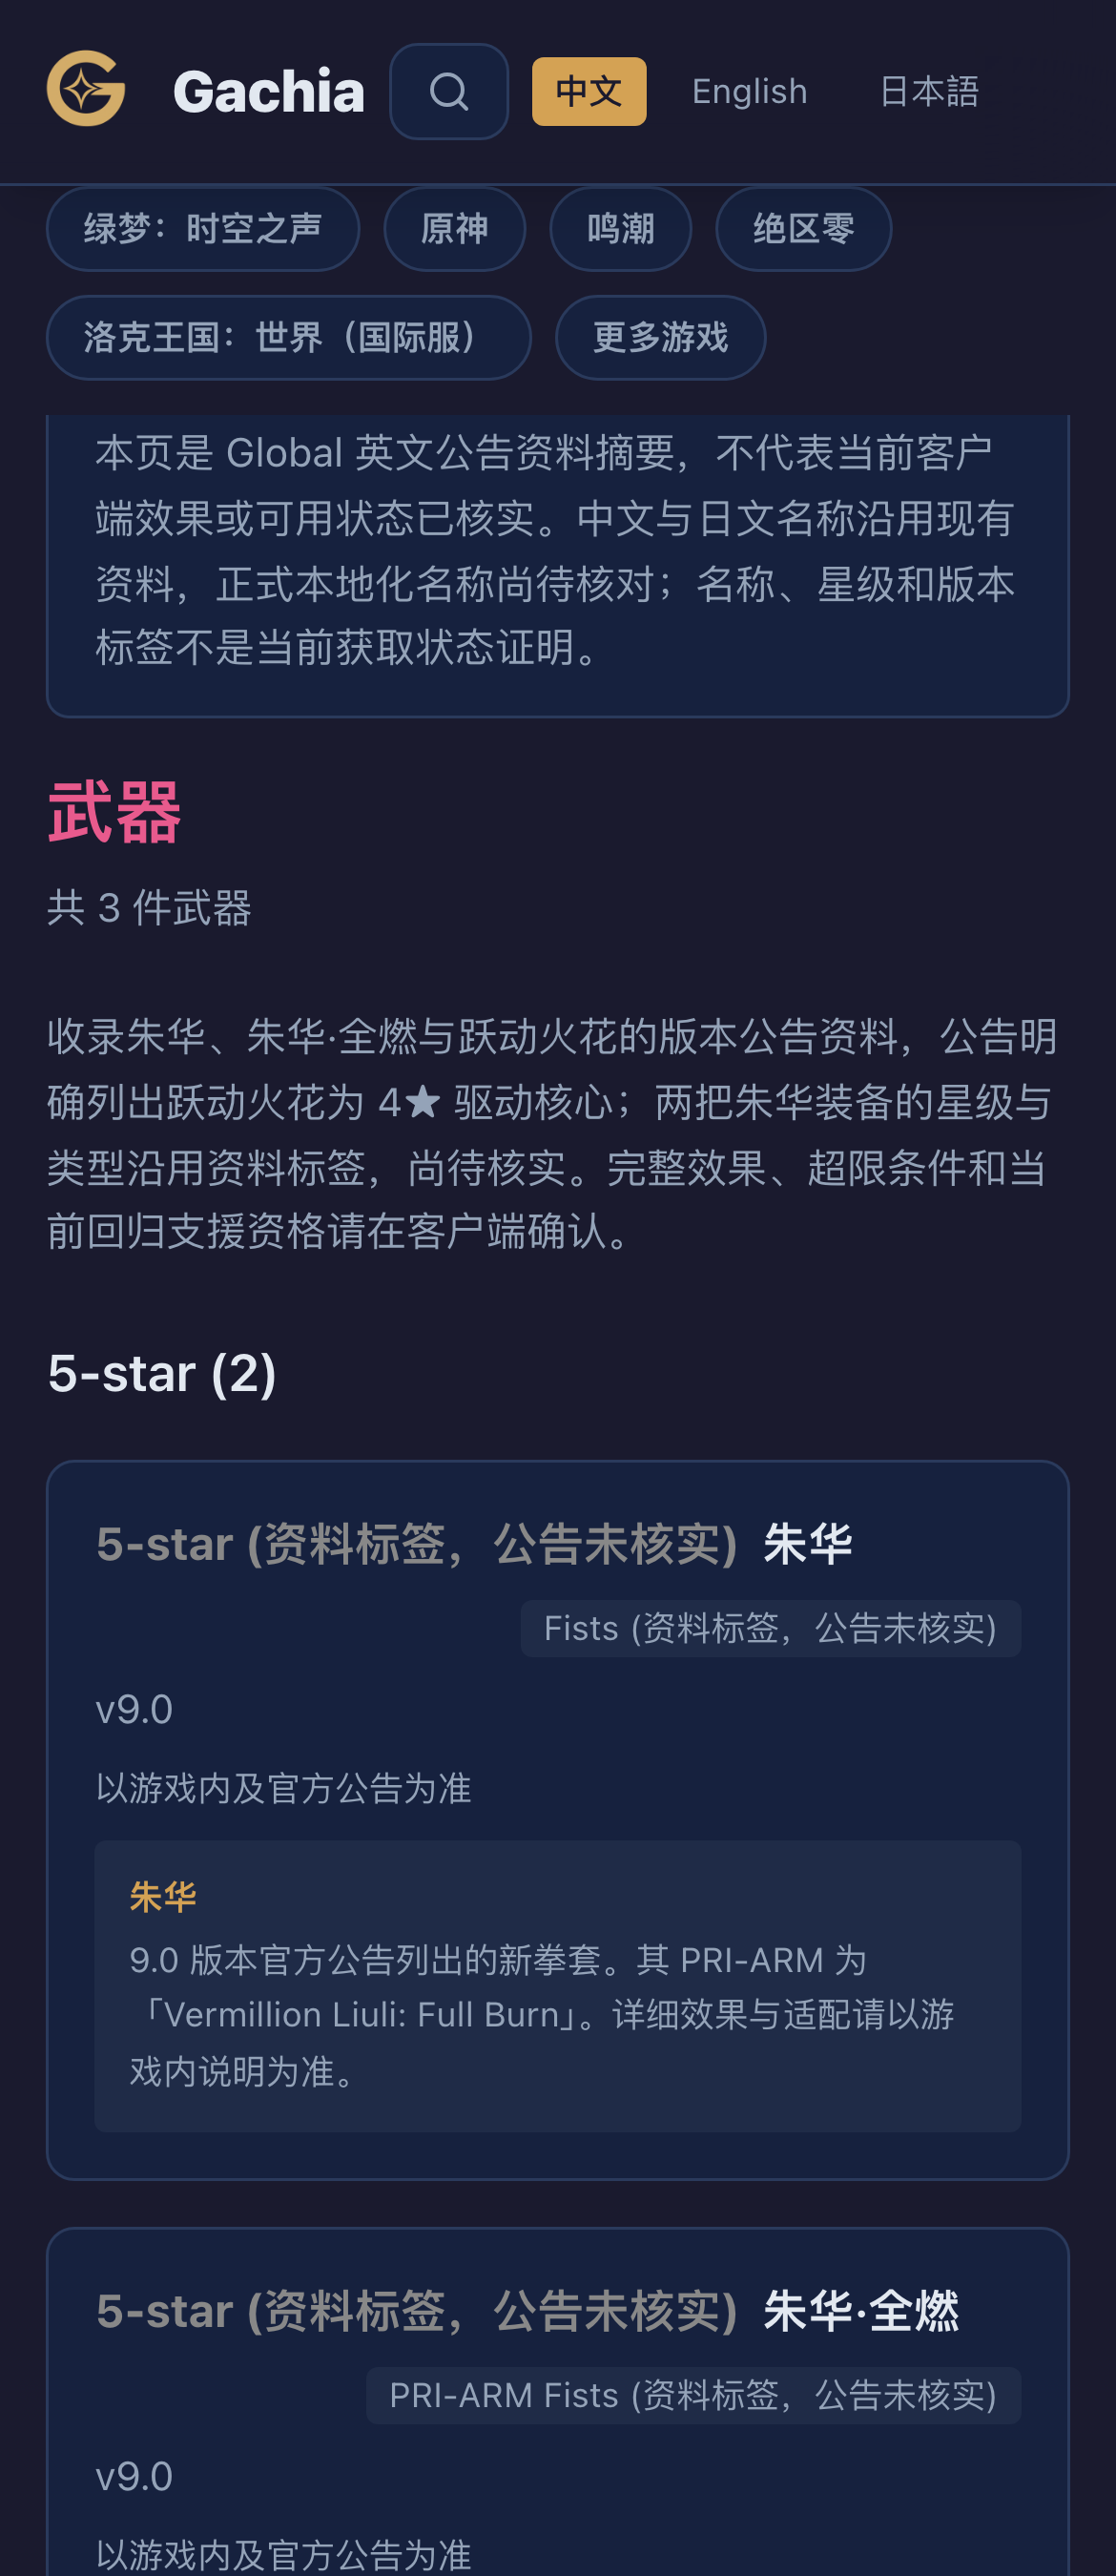 Gachia
中文 English 日本語
绿梦：时空之声 原神 鸣潮 绝区零
洛克王国：世界（国际服） 更多游戏
本页是 Global 英文公告资料摘要，不代表当前客户
端效果或可用状态已核实。中文与日文名称沿用现有
资料，正式本地化名称尚待核对；名称、星级和版本
标签不是当前获取状态证明。
武器
共 3 件武器
收录朱华、朱华·全燃与跃动火花的版本公告资料，公告明
确列出跃动火花为 4★ 驱动核心；两把朱华装备的星级与
类型沿用资料标签，尚待核实。完整效果、超限条件和当
前回归支援资格请在客户端确认。
5-star (2)
5-star (资料标签，公告未核实) 朱华
Fists (资料标签，公告未核实)
v9.0
以游戏内及官方公告为准
朱华
9.0 版本官方公告列出的新拳套。其 PRI-ARM 为
「Vermillion Liuli: Full Burn」。详细效果与适配请以游
戏内说明为准。
5-star (资料标签，公告未核实) 朱华·全燃
PRI-ARM Fists (资料标签，公告未核实)
v9.0
以游戏内及官方公告为准